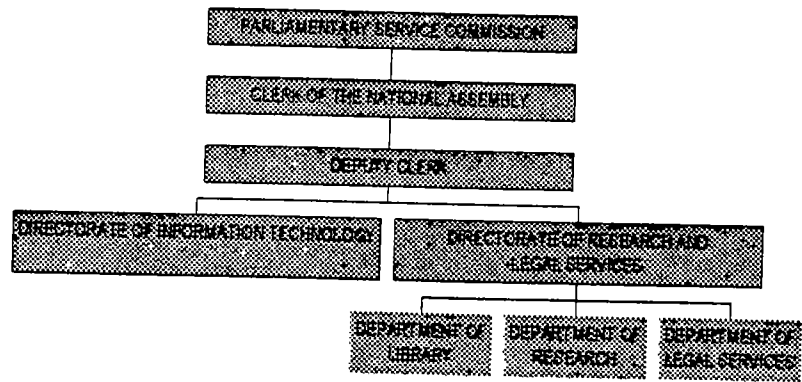 PARLIAMENTARY SERVICE COMMISSION
CLERK OF THE NATIONAL ASSEMBLY
DEPUTY CLERK
DIRECTORATE OF INFORMATION TECHNOLOGY
DIRECTORATE OF RESEARCH AND
LEGAL SERVICES
DEPARTMENT OF
LIBRARY
DEPARTMENT OF
RESEARCH
DEPARTMENT OF
LEGAL SERVICES